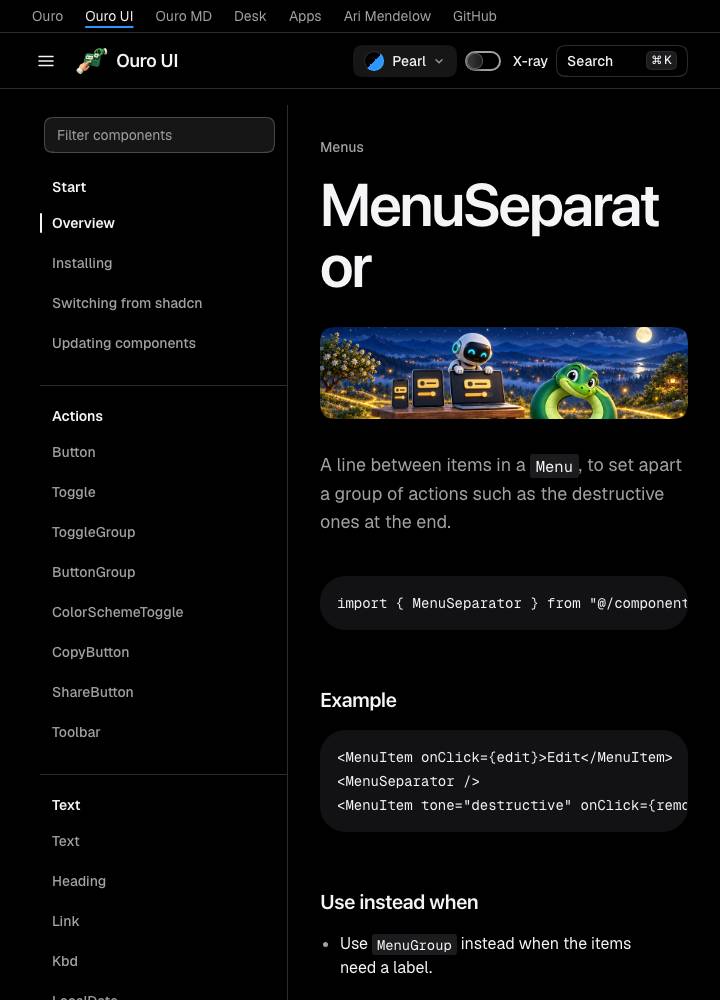 Ouro
Ouro UI
Ouro MD
Desk
Apps
Ari Mendelow
GitHub
Ouro UI
Pearl
X-ray
Search
⌘ K
Filter components
Start
Overview
Installing
Switching from shadcn
Updating components
Actions
Button
Toggle
ToggleGroup
ButtonGroup
ColorSchemeToggle
CopyButton
ShareButton
Toolbar
Text
Text
Heading
Link
Kbd
LocalDate
Menus
MenuSeparat
or
A line between items in a Menu, to set apart
a group of actions such as the destructive
ones at the end.
import { MenuSeparator } from "@/component
Example
<MenuItem onClick={edit}>Edit</MenuItem>
<MenuSeparator />
<MenuItem tone="destructive" onClick={remo
Use instead when
Use MenuGroup instead when the items
need a label.